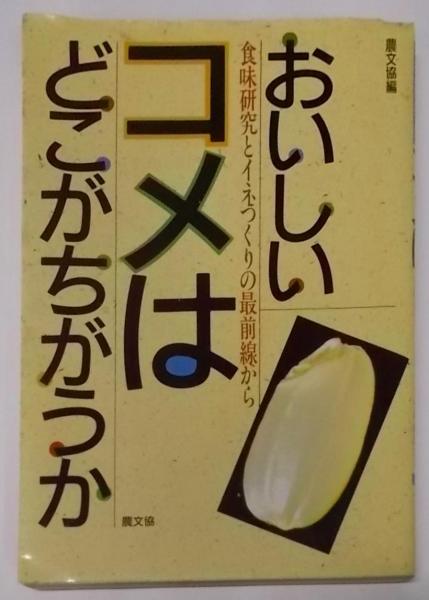 農文協編
おいしい
コメは
どこがちがうか
食味研究とイネつくりの最前線から
農文協